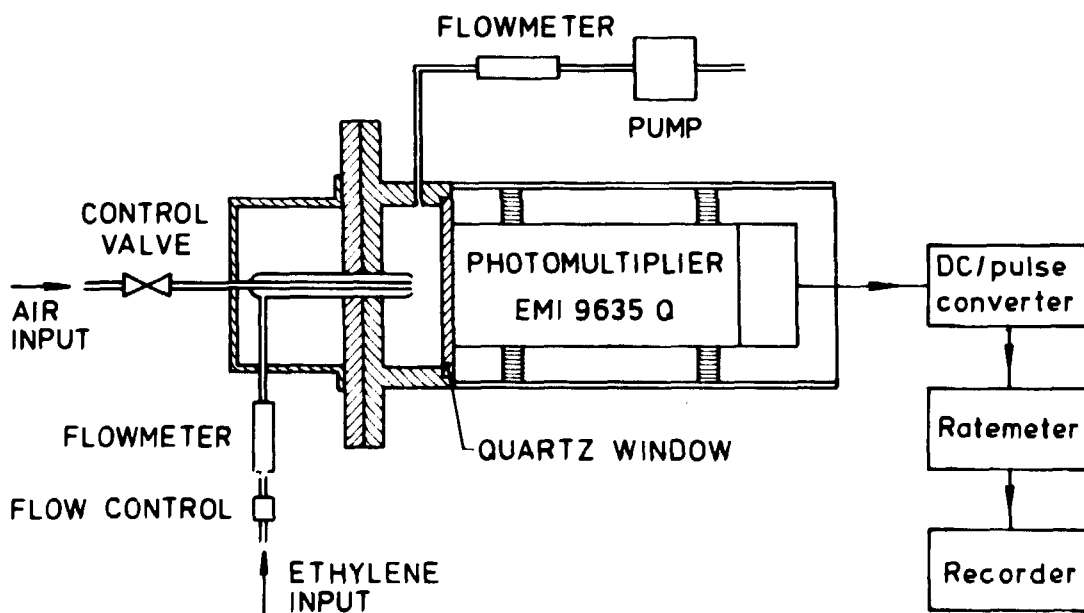 FLOWMETER
PUMP
CONTROL
VALVE
AIR
INPUT
PHOTOMULTIPLIER
EMI 9635 Q
DC/pulse
converter
FLOWMETER
QUARTZ WINDOW
Ratemeter
FLOW CONTROL
ETHYLENE
INPUT
Recorder